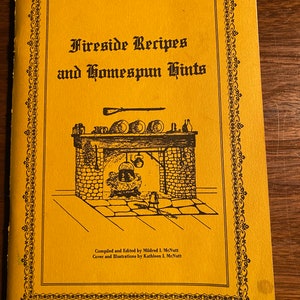 Fireside Recipes
and Homespun Hints
Compiled and Edited by Mildred I. McNutt
Cover and Illustrations by Kathleen I. McNutt